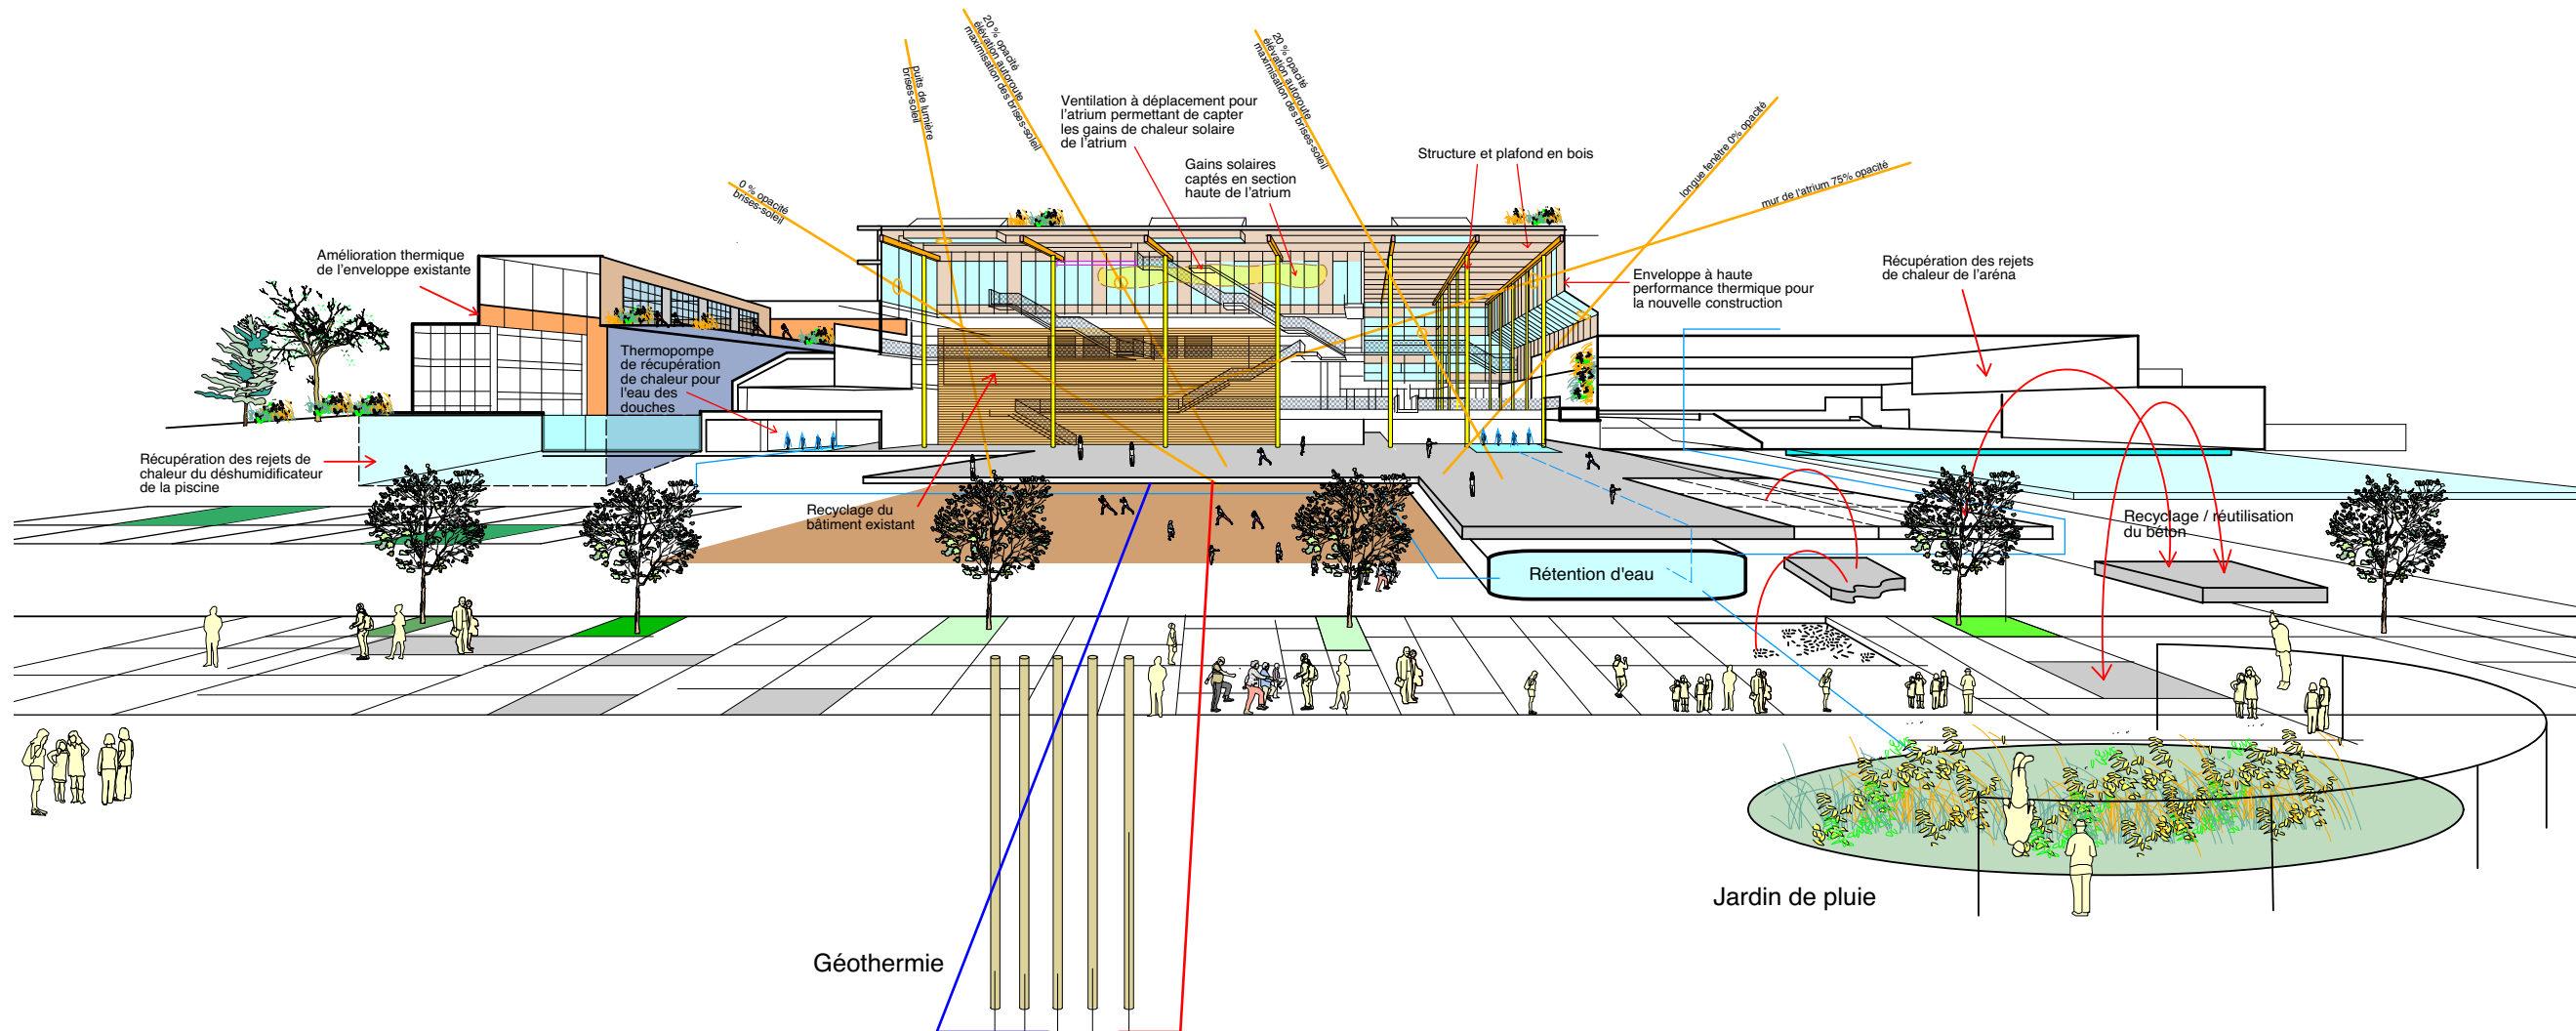 puits de lumière
brises-soleil
20 % opacité
élévation autoroute
maximisation des brises-soleil
20 % opacité
élévation autoroute
maximisation des brises-soleil
Ventilation à déplacement pour
l'atrium permettant de capter
les gains de chaleur solaire
de l'atrium
Gains solaires
captés en section
haute de l'atrium
Structure et plafond en bois
longue fenêtre 0% opacité
mur de l'atrium 75% opacité
0 % opacité
brises-soleil
Amélioration thermique
de l'enveloppe existante
Enveloppe à haute
performance thermique pour
la nouvelle construction
Récupération des rejets
de chaleur de l'aréna
Thermopompe
de récupération
de chaleur pour
l'eau des
douches
Récupération des rejets de
chaleur du déshumidificateur
de la piscine
Recyclage du
bâtiment existant
Recyclage / réutilisation
du béton
Rétention d'eau
Jardin de pluie
Géothermie